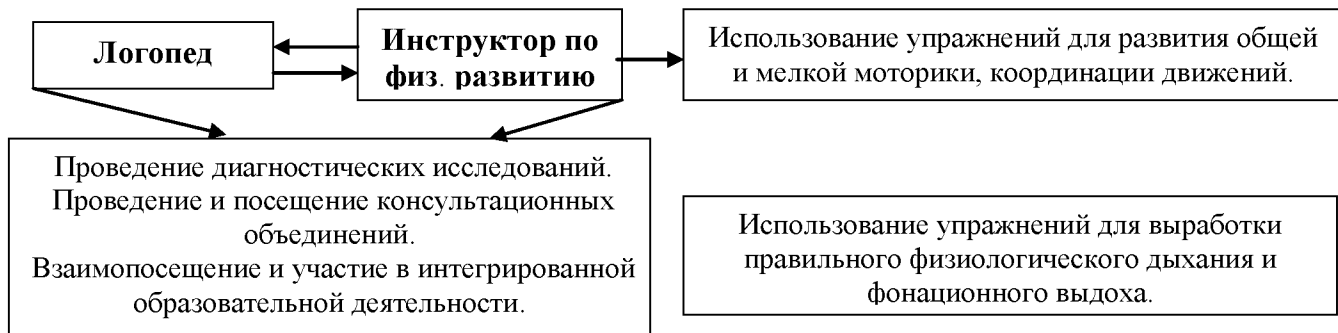 Логопед
Инструктор по
физ. развитию
Использование упражнений для развития общей
и мелкой моторики, координации движений.
Проведение диагностических исследований.
Проведение и посещение консультационных
объединений.
Взаимопосещение и участие в интегрированной
образовательной деятельности.
Использование упражнений для выработки
правильного физиологического дыхания и
фонационного выдоха.